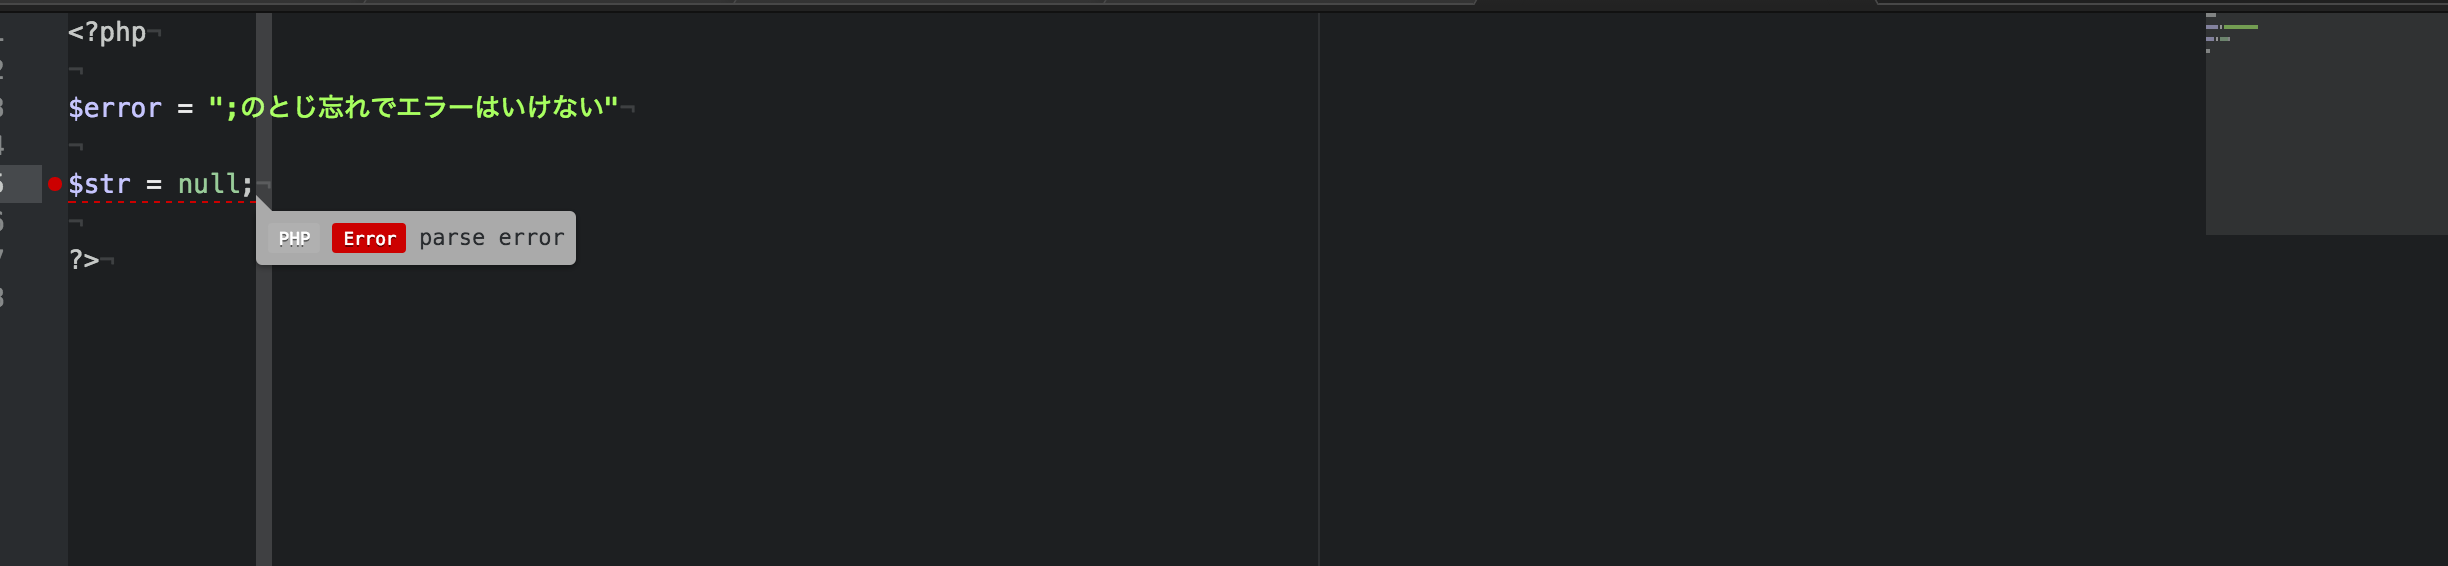 <?php
$error = ";のとじ忘れでエラーはいけない"
$str = null;
PHP Error parse error
?>